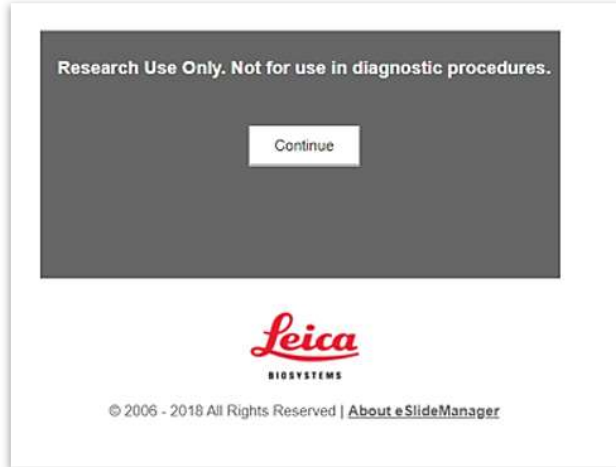 Research Use Only. Not for use in diagnostic procedures.
Continue
Leica
BIOSYSTEMS
© 2006 - 2018 All Rights Reserved | About eSlideManager